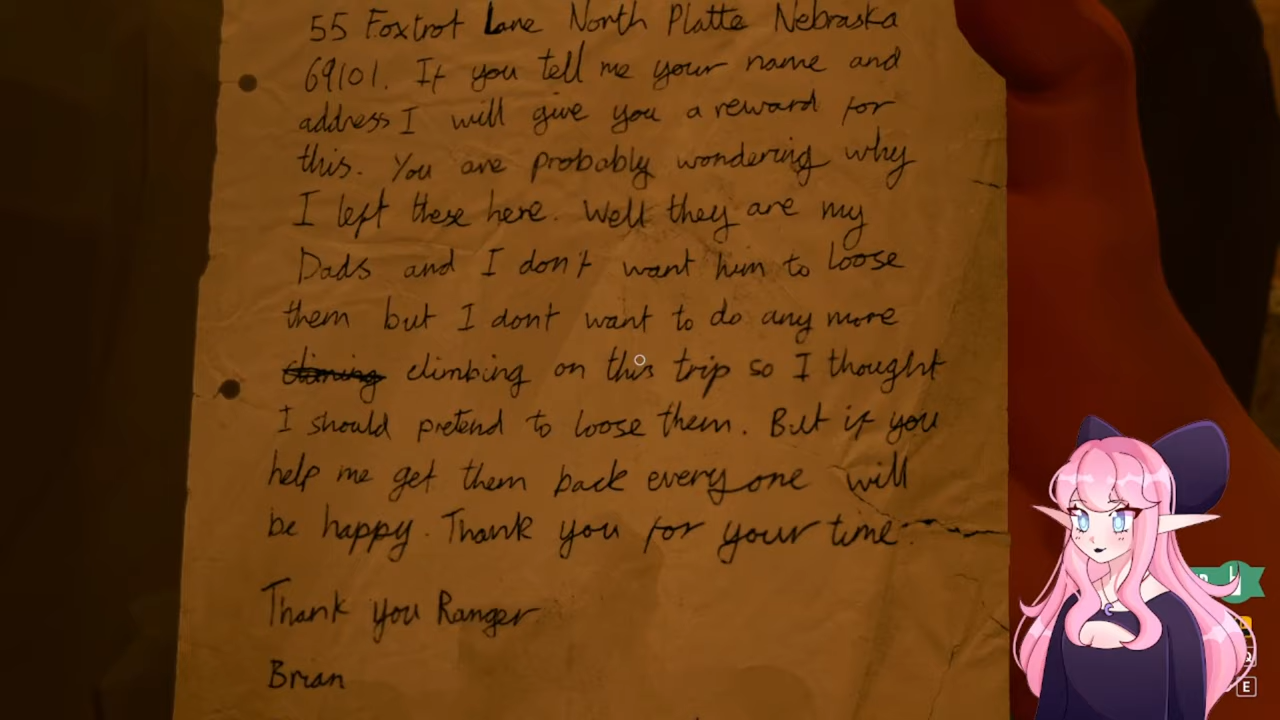 55 Foxtrot Lane North Platte Nebraska
69101. If you tell me your name and
address I will give you a reward for
this. You are probably wondering why
I left these here. Well they are my
Dads and I don't want him to loose
them but I dont want to do any more
climing climbing on this trip so I thought
I should pretend to loose them. But if you
help me get them back everyone will
be happy. Thank you for your time.
Thank you Ranger
Brian
E